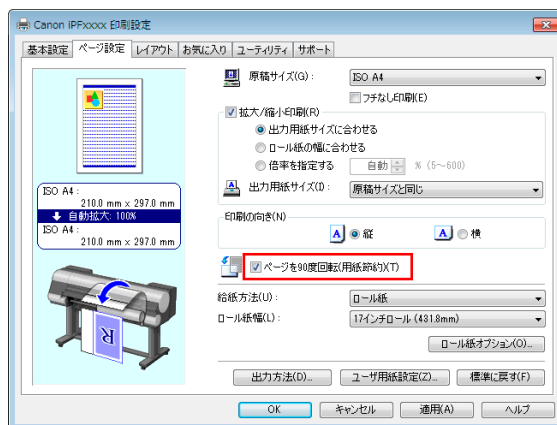 Canon iPFxxxx 印刷設定
基本設定 ページ設定 レイアウト お気に入り ユーティリティ サポート
原稿サイズ(G): ISO A4
フチなし印刷(E)
拡大/縮小印刷(R)
出力用紙サイズに合わせる
ロール紙の幅に合わせる
倍率を指定する 自動 % (5～600)
出力用紙サイズ(I): 原稿サイズと同じ
ISO A4 :
210.0 mm x 297.0 mm
自動拡大: 100%
ISO A4 :
210.0 mm x 297.0 mm
印刷の向き(N)
A 縦 A 横
ページを90度回転(用紙節約)(T)
給紙方法(U): ロール紙
ロール紙幅(L): 17インチロール (431.8mm)
ロール紙オプション(O)...
R
出力方法(D)... ユーザ用紙設定(Z)... 標準に戻す(F)
OK キャンセル 適用(A) ヘルプ